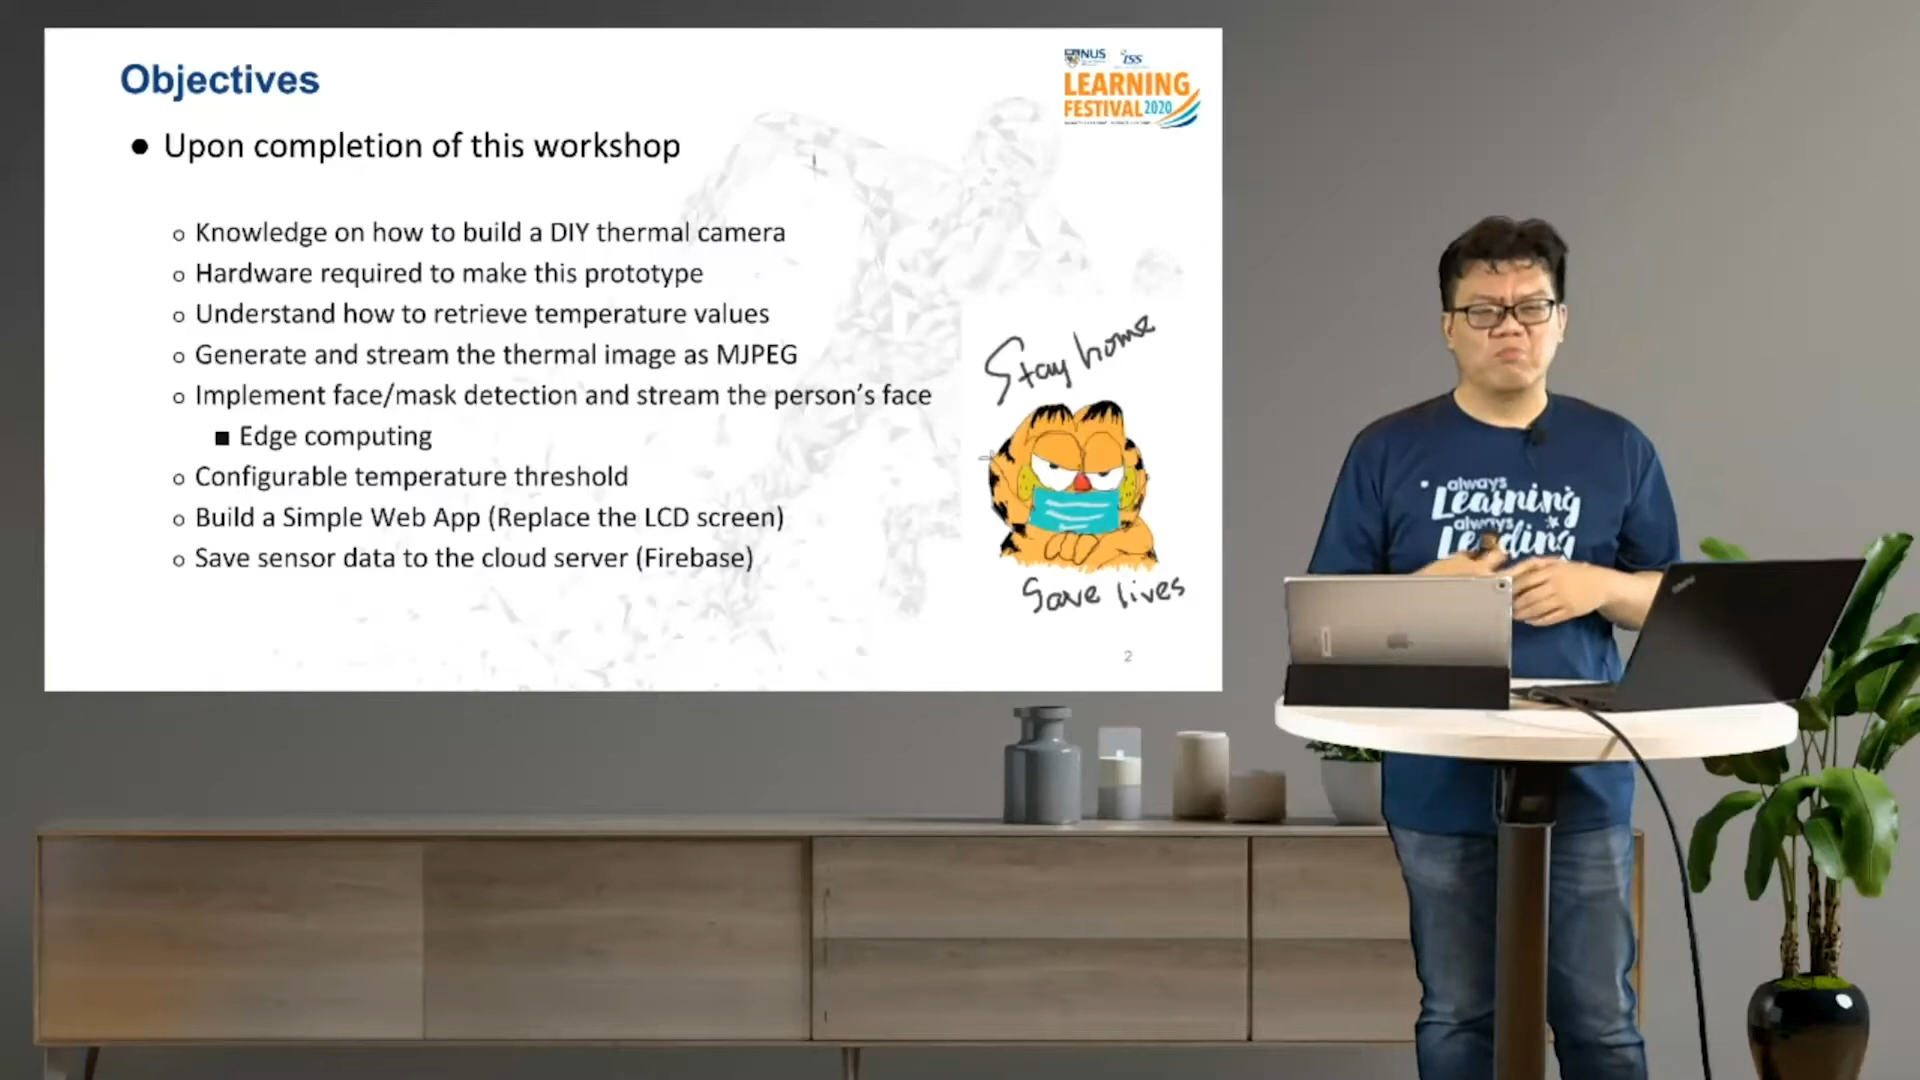 Objectives
NUS
ISS
LEARNING
FESTIVAL 2020
● Upon completion of this workshop
○ Knowledge on how to build a DIY thermal camera
○ Hardware required to make this prototype
○ Understand how to retrieve temperature values
○ Generate and stream the thermal image as MJPEG
○ Implement face/mask detection and stream the person's face
■ Edge computing
○ Configurable temperature threshold
○ Build a Simple Web App (Replace the LCD screen)
○ Save sensor data to the cloud server (Firebase)
Stay home
Save lives
2
always
Learning
always
Leading
ThinkPad